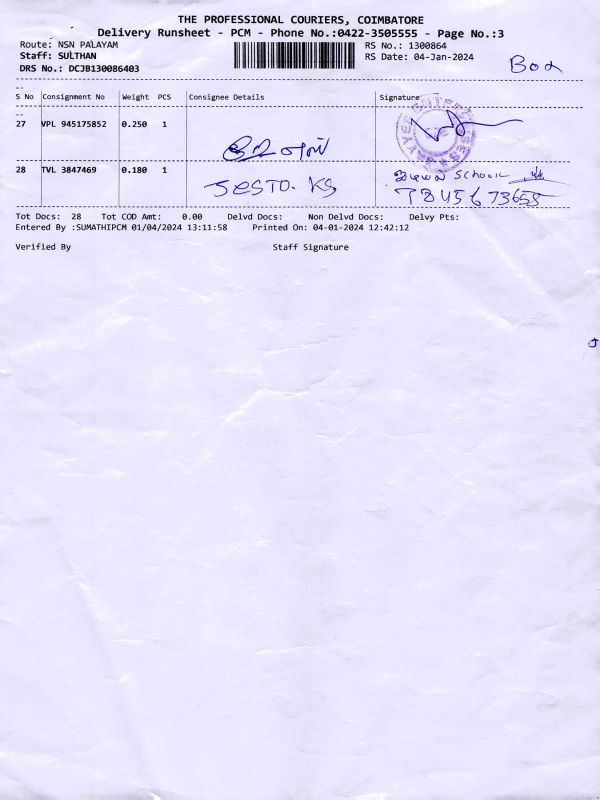 THE PROFESSIONAL COURIERS, COIMBATORE
Delivery Runsheet - PCM - Phone No.:0422-3505555 - Page No.:3
Route: NSN PALAYAM
RS No.: 1300864
Staff: SULTHAN
RS Date: 04-Jan-2024
DRS No.: DCJB130086403
Box
S No Consignment No Weight PCS Consignee Details Signature
27 VPL 945175852 0.250 1
28 TVL 3847469 0.180 1 JESTO. KS School
Tot Docs: 28 Tot COD Amt: 0.00 Delvd Docs: Non Delvd Docs: Delvy Pts:
Entered By :SUMATHIPCM 01/04/2024 13:11:58 Printed On: 04-01-2024 12:42:12
Verified By Staff Signature